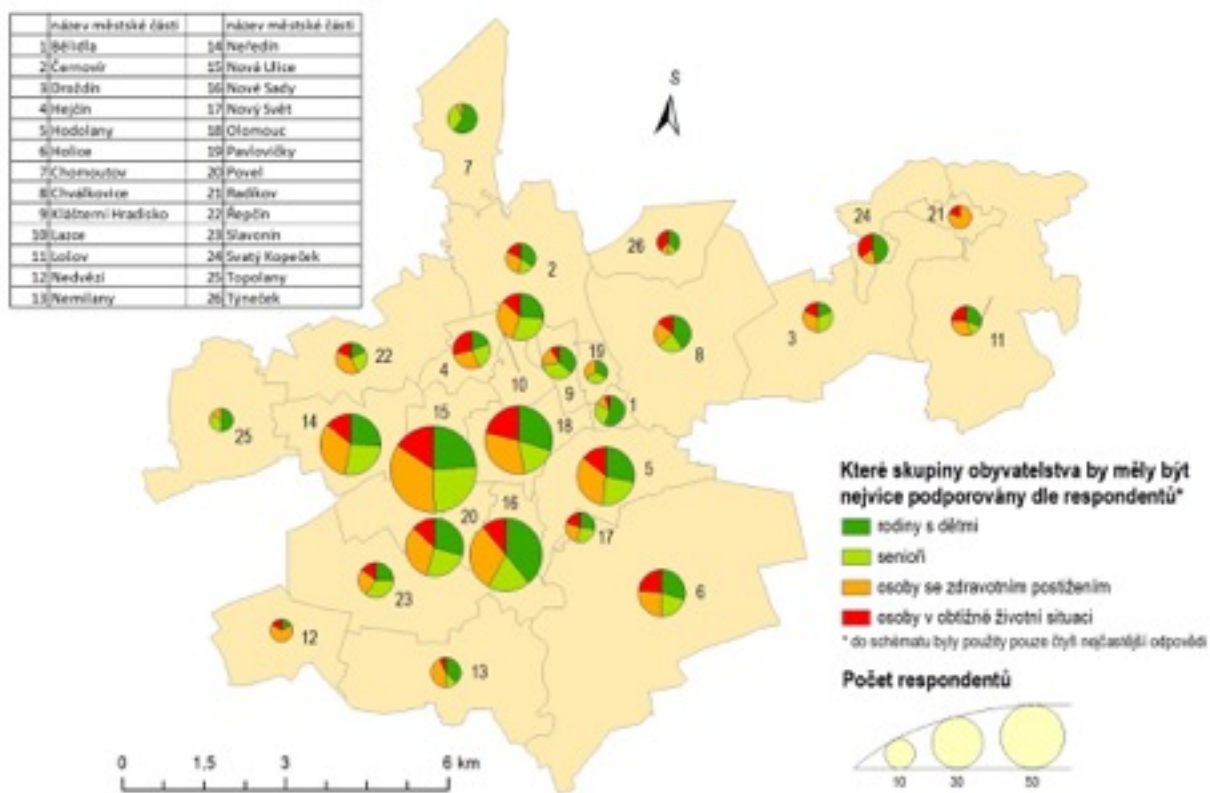 název městské části název městské části
1 Bělidla 14 Neředín
2 Černovír 15 Nová Ulice
3 Droždín 16 Nové Sady
4 Hejčín 17 Nový Svět
5 Hodolany 18 Olomouc
6 Holice 19 Pavlovičky
7 Chomoutov 20 Povel
8 Chválkovice 21 Radíkov
9 Klášterní Hradisko 22 Řepčín
10 Lazce 23 Slavonín
11 Lošov 24 Svatý Kopeček
12 Nedvězí 25 Topolany
13 Nemilany 26 Týneček
S
7
21
24
26
2
3
11
8
22
4
19
10
9
1
15
18
14
25
5
20
16
17
6
23
12
13
Které skupiny obyvatelstva by měly být
nejvíce podporovány dle respondentů*
rodiny s dětmi
senioři
osoby se zdravotním postižením
osoby v obtížné životní situaci
* do schématu byly použity pouze čtyři nejčastější odpovědi
Počet respondentů
10 30 50
0 1,5 3 6 km